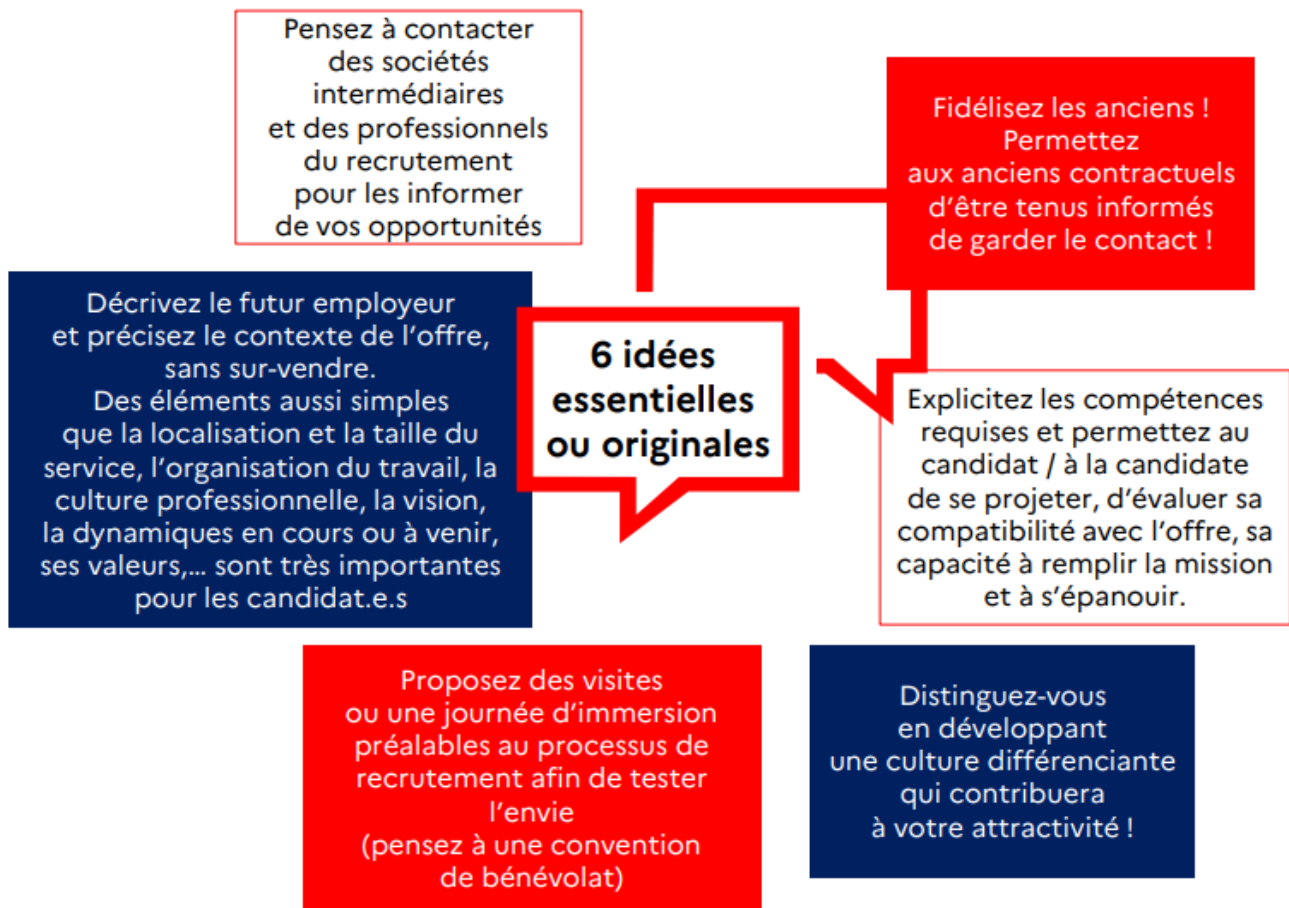 Pensez à contacter
des sociétés
intermédiaires
et des professionnels
du recrutement
pour les informer
de vos opportunités
Fidélisez les anciens !
Permettez
aux anciens contractuels
d'être tenus informés
de garder le contact !
Décrivez le futur employeur
et précisez le contexte de l'offre,
sans sur-vendre.
Des éléments aussi simples
que la localisation et la taille du
service, l'organisation du travail, la
culture professionnelle, la vision,
la dynamiques en cours ou à venir,
ses valeurs,... sont très importantes
pour les candidat.e.s
6 idées
essentielles
ou originales
Explicitez les compétences
requises et permettez au
candidat / à la candidate
de se projeter, d'évaluer sa
compatibilité avec l'offre, sa
capacité à remplir la mission
et à s'épanouir.
Proposez des visites
ou une journée d'immersion
préalables au processus de
recrutement afin de tester
l'envie
(pensez à une convention
de bénévolat)
Distinguez-vous
en développant
une culture différenciante
qui contribuera
à votre attractivité !